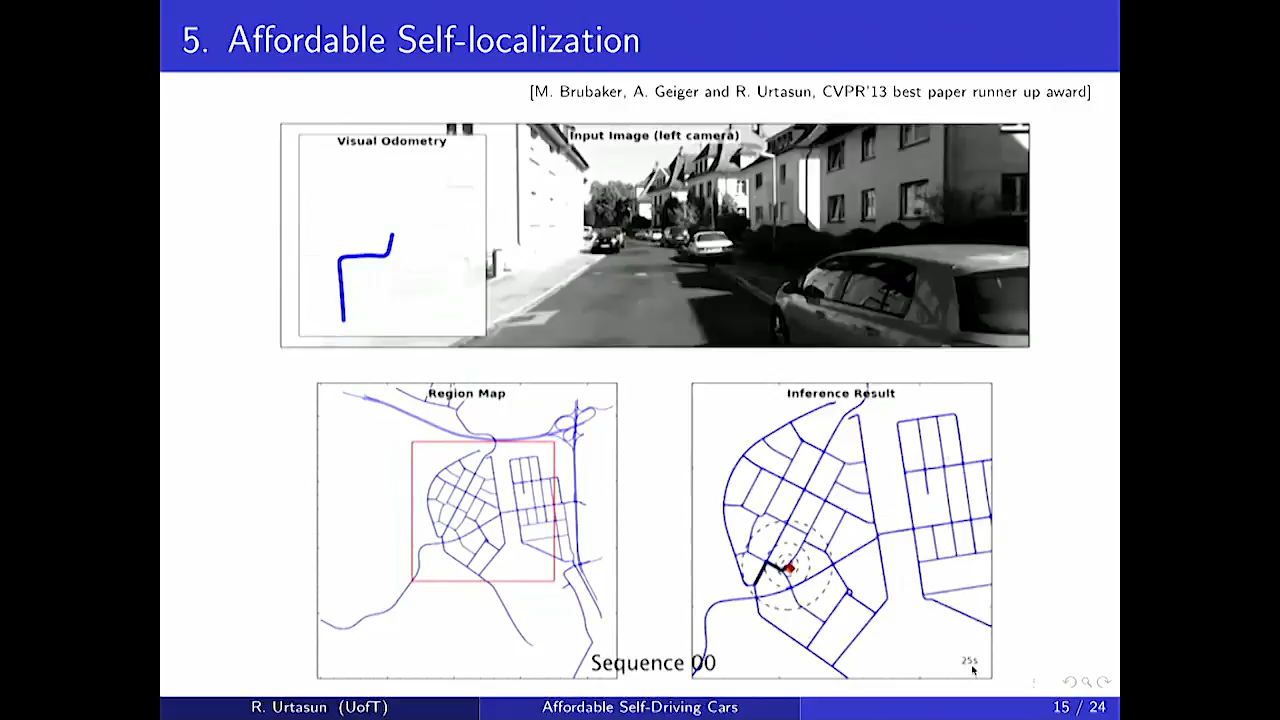 5. Affordable Self-localization
[M. Brubaker, A. Geiger and R. Urtasun, CVPR'13 best paper runner up award]
Visual Odometry
Input Image (left camera)
Region Map
Inference Result
25s
Sequence 00
R. Urtasun (UofT)
Affordable Self-Driving Cars
15 / 24